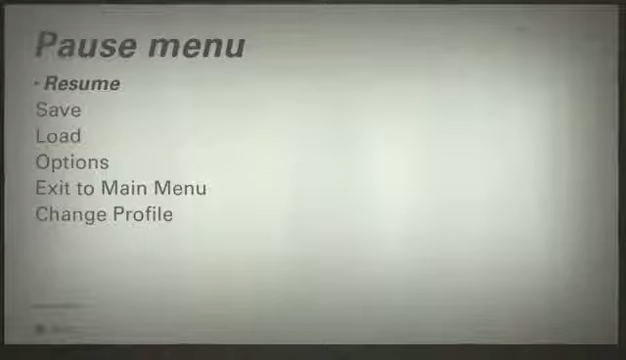 Pause menu
· Resume
Save
Load
Options
Exit to Main Menu
Change Profile